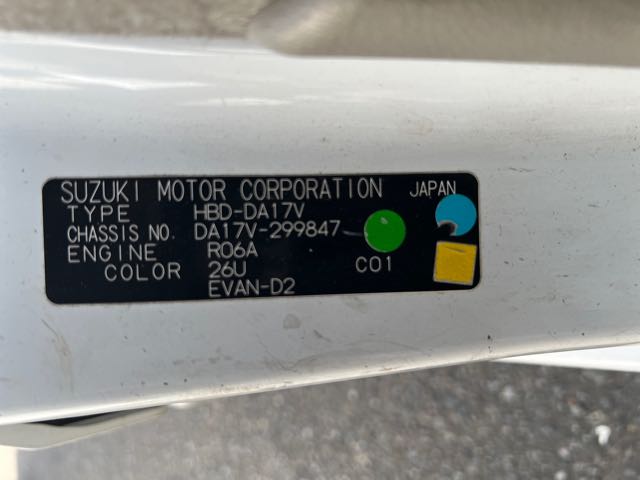 SUZUKI MOTOR CORPORATION JAPAN
TYPE HBD-DA17V
CHASSIS NO. DA17V-299847
ENGINE R06A
COLOR 26U C01
EVAN-D2